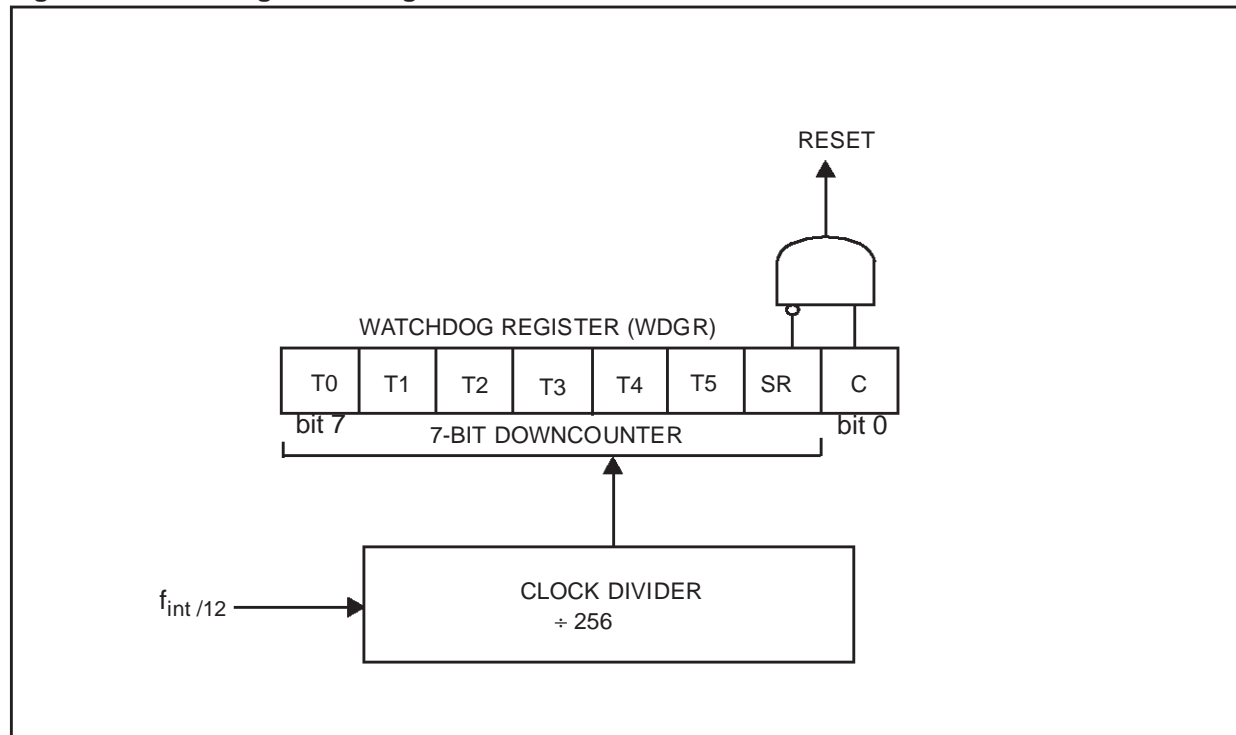 RESET
WATCHDOG REGISTER (WDGR)
T0 T1 T2 T3 T4 T5 SR C
bit 7 bit 0
7-BIT DOWNCOUNTER
fint /12
CLOCK DIVIDER
÷ 256